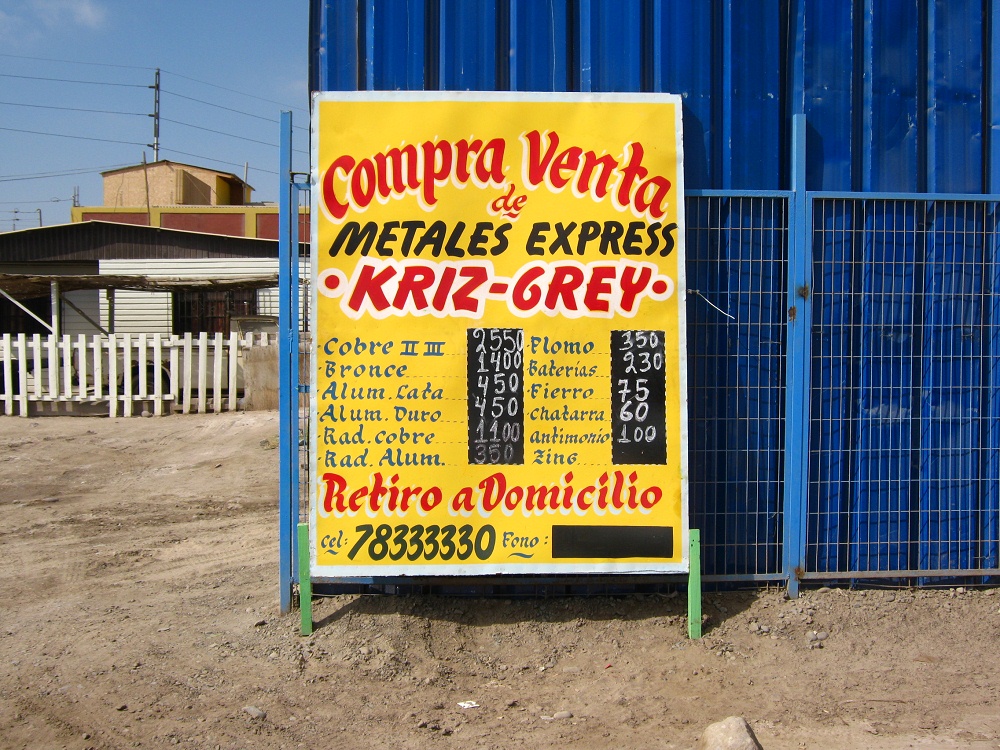 Compra Venta
de
METALES EXPRESS
•KRIZ-GREY•
Cobre II III 2550 Plomo 350
Bronce 1400 Baterias 230
Alum. Lata 450 Fierro 75
Alum. Duro 450 chatarra 60
Rad. cobre 1100 antimonio 100
Rad. Alum. 350 Zing
Retiro a Domicilio
cel: 78333330 Fono: